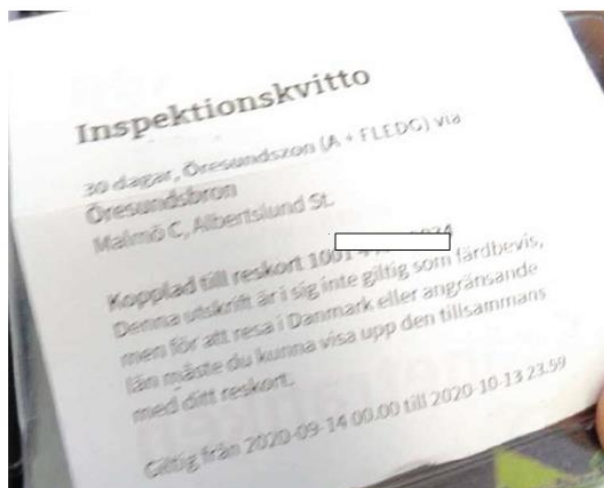 Inspektionskvitto
30 dagar, Öresundszon (A + FLEDG) via
Öresundsbron
Malmö C, Albertslund St.
Kopplad till reskort 1001
Denna utskrift är i sig inte giltig som färdbevis,
men för att resa i Danmark eller angränsande
län måste du kunna visa upp den tillsammans
med ditt reskort.
Giltig från 2020-09-14 00.00 till 2020-10-13 23.59